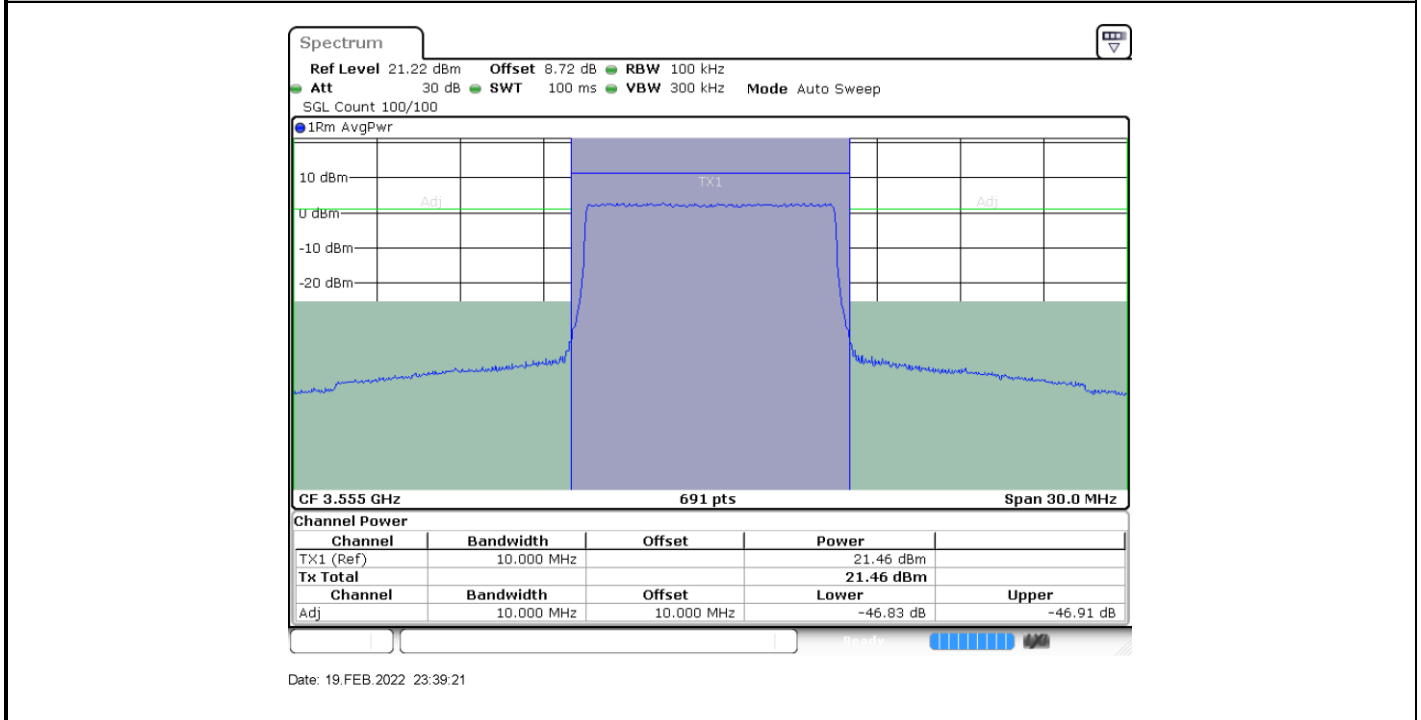 Spectrum
Ref Level 21.22 dBm Offset 8.72 dB RBW 100 kHz
Att 30 dB SWT 100 ms VBW 300 kHz Mode Auto Sweep
SGL Count 100/100
1Rm AvgPwr
10 dBm
TX1
Adj Adj
0 dBm
-10 dBm
-20 dBm
CF 3.555 GHz 691 pts Span 30.0 MHz
Channel Power
Channel Bandwidth Offset Power
TX1 (Ref) 10.000 MHz 21.46 dBm
Tx Total 21.46 dBm
Channel Bandwidth Offset Lower Upper
Adj 10.000 MHz 10.000 MHz -46.83 dB -46.91 dB
Ready
Date: 19.FEB.2022 23:39:21